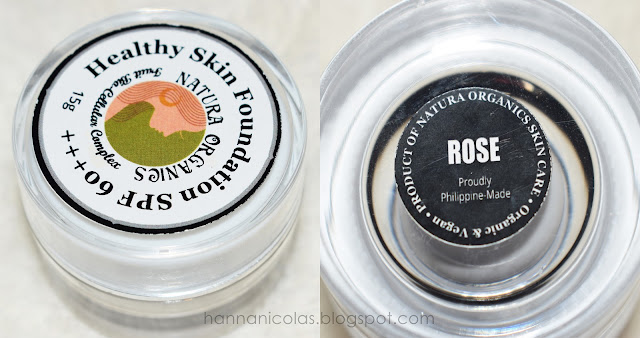 Healthy Skin Foundation SPF 60+++
15g
NATURA ORGANICS
Fruit Bio-Cellular Complex
PRODUCT OF NATURA ORGANICS SKIN CARE • Organic & Vegan •
ROSE
Proudly
Philippine-Made
hannanicolas.blogspot.com